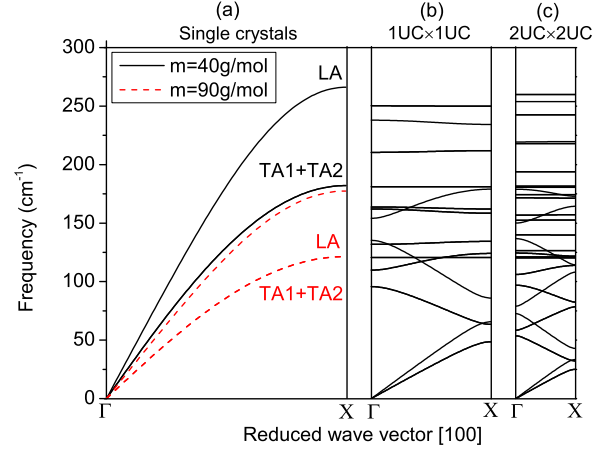 (a) (b) (c)
Single crystals 1UC×1UC 2UC×2UC
300
250
200
150
100
50
0
Frequency (cm-1)
m=40g/mol
m=90g/mol
LA
TA1+TA2
LA
TA1+TA2
Γ X Γ X Γ X
Reduced wave vector [100]